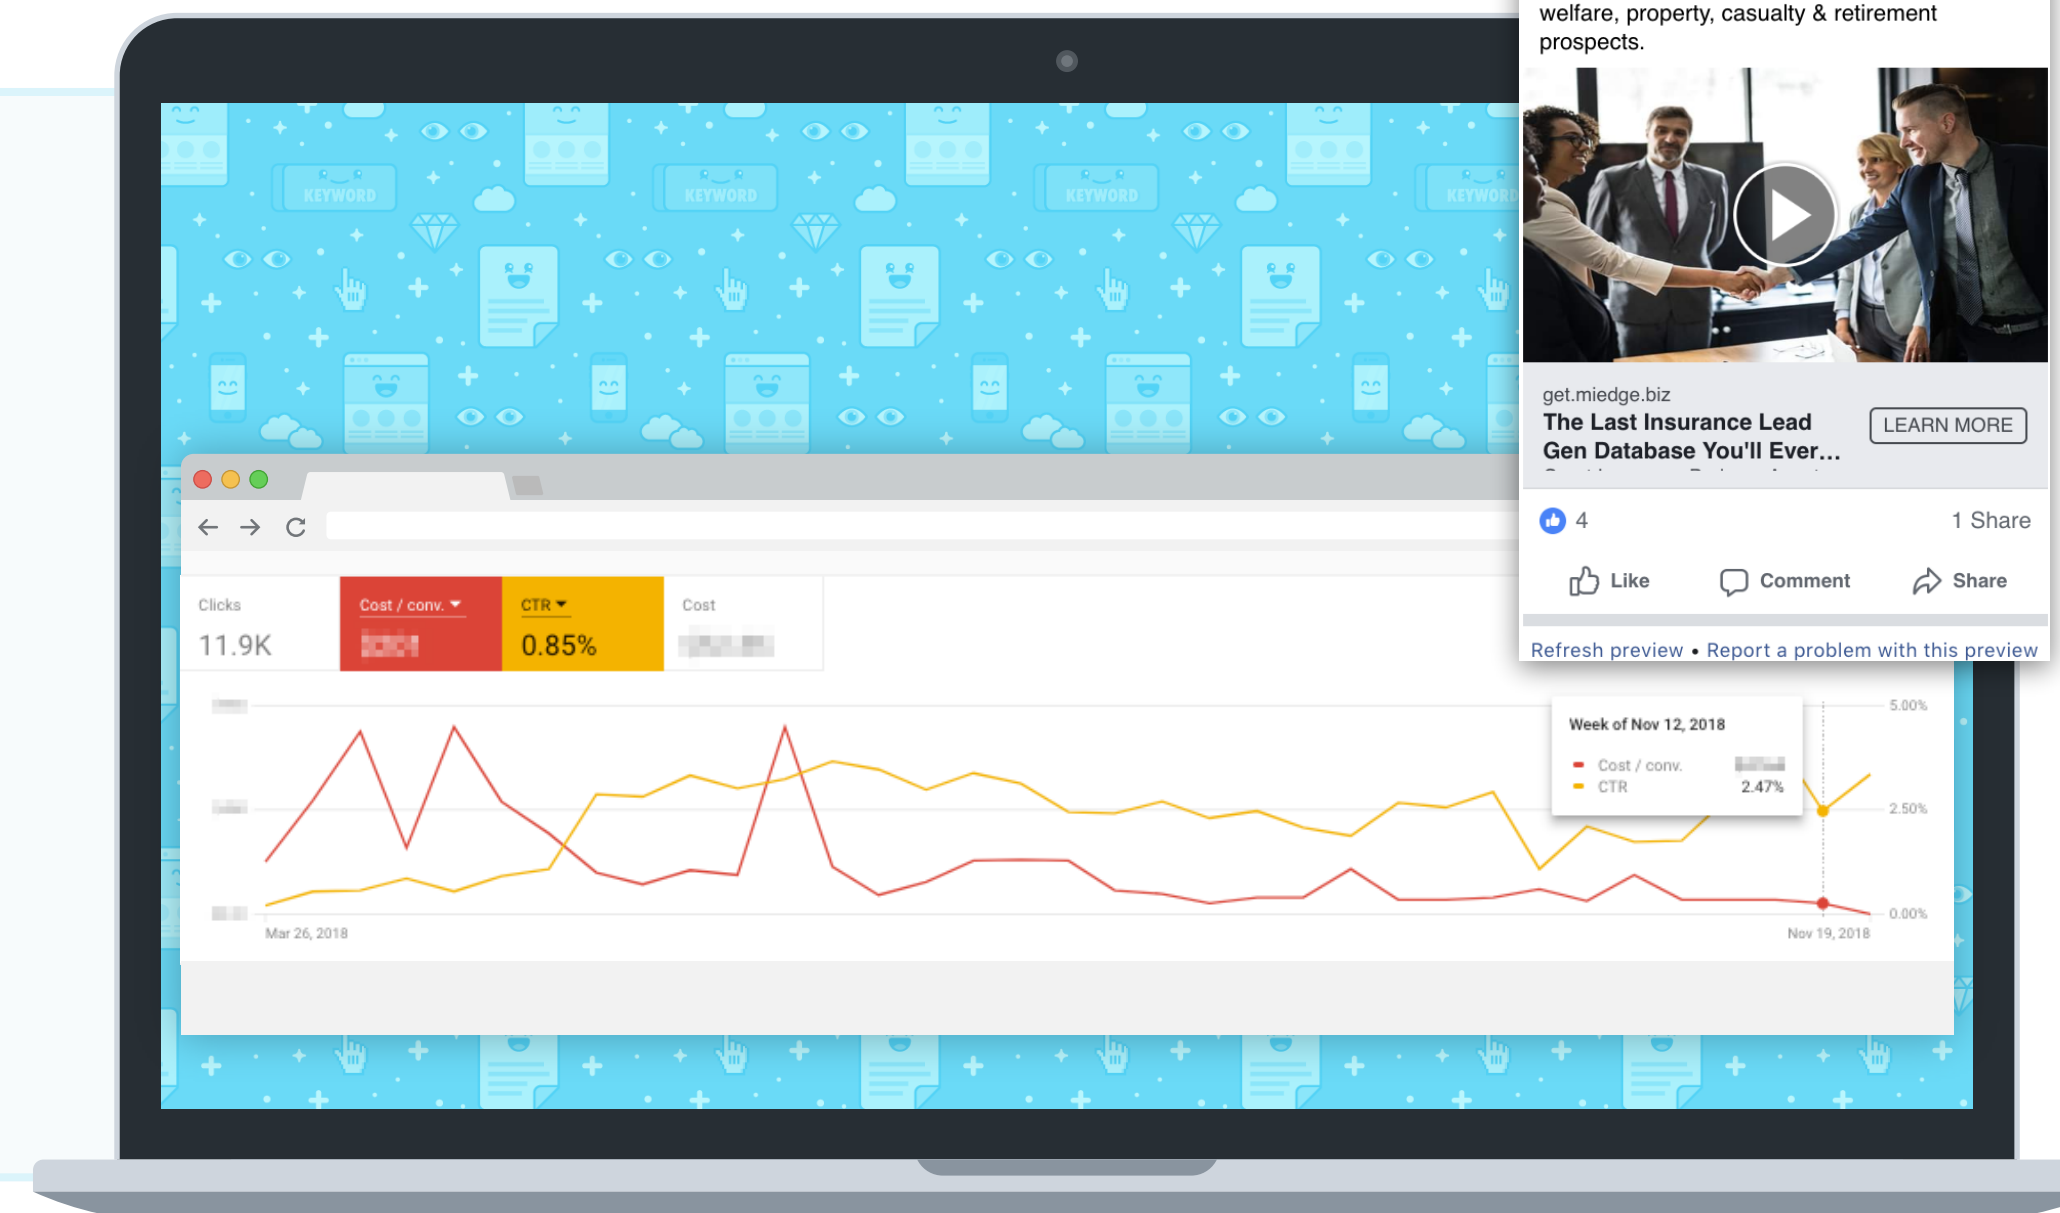 welfare, property, casualty & retirement
prospects.
KEYWORD KEYWORD KEYWORD KEYWORD
get.miedge.biz
The Last Insurance Lead
Gen Database You'll Ever...
LEARN MORE
4
1 Share
Like Comment Share
Refresh preview • Report a problem with this preview
Clicks
11.9K
Cost / conv.
CTR
0.85%
Cost
Week of Nov 12, 2018
Cost / conv.
CTR 2.47%
5.00%
2.50%
0.00%
Mar 26, 2018
Nov 19, 2018